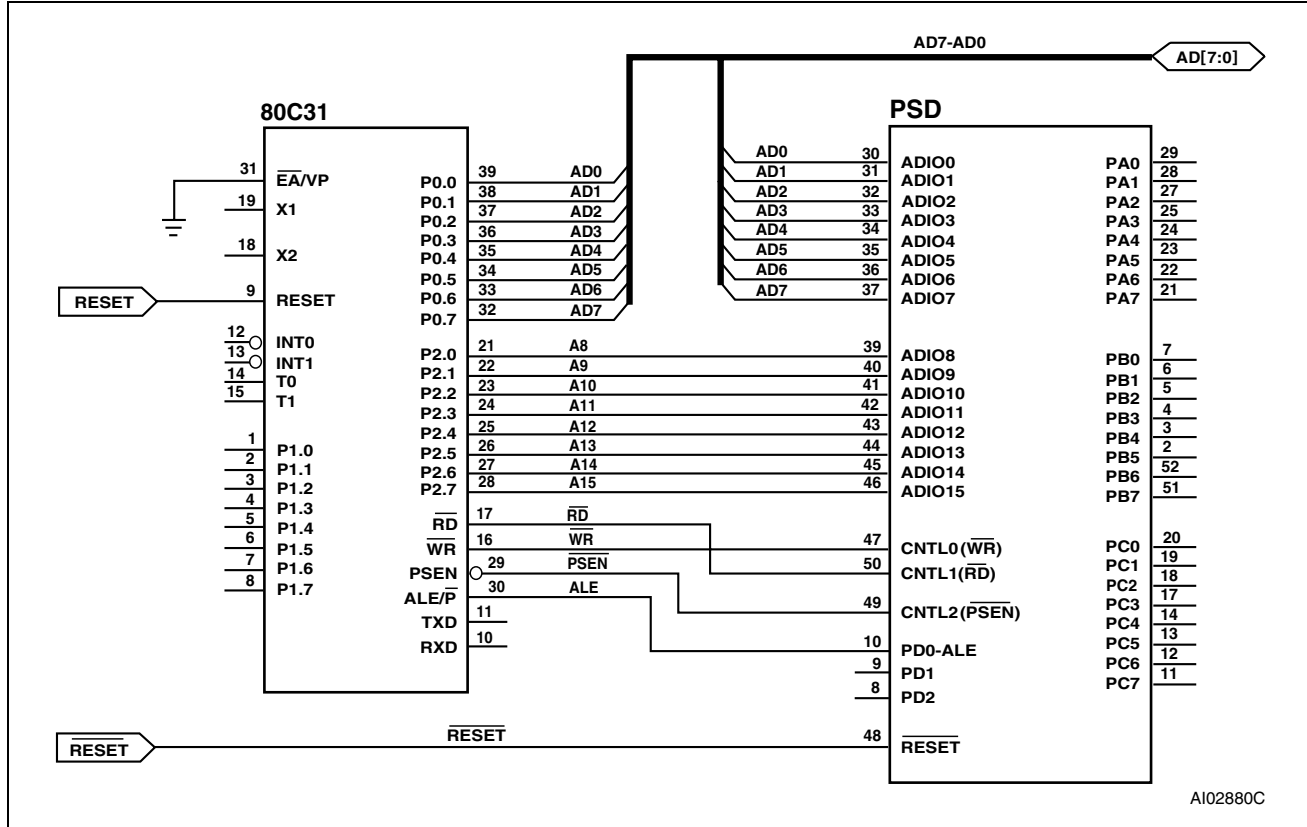 AD7-AD0
AD[7:0]
80C31
PSD
31 EA/VP
19 X1
18 X2
RESET 9 RESET
12 INT0
13 INT1
14 T0
15 T1
1 P1.0
2 P1.1
3 P1.2
4 P1.3
5 P1.4
6 P1.5
7 P1.6
8 P1.7
P0.0 39 AD0
P0.1 38 AD1
P0.2 37 AD2
P0.3 36 AD3
P0.4 35 AD4
P0.5 34 AD5
P0.6 33 AD6
P0.7 32 AD7
P2.0 21 A8
P2.1 22 A9
P2.2 23 A10
P2.3 24 A11
P2.4 25 A12
P2.5 26 A13
P2.6 27 A14
P2.7 28 A15
RD 17 RD
WR 16 WR
PSEN 29 PSEN
ALE/P 30 ALE
TXD 11
RXD 10
AD0 30 ADIO0
AD1 31 ADIO1
AD2 32 ADIO2
AD3 33 ADIO3
AD4 34 ADIO4
AD5 35 ADIO5
AD6 36 ADIO6
AD7 37 ADIO7
39 ADIO8
40 ADIO9
41 ADIO10
42 ADIO11
43 ADIO12
44 ADIO13
45 ADIO14
46 ADIO15
47 CNTL0(WR)
50 CNTL1(RD)
49 CNTL2(PSEN)
10 PD0-ALE
9 PD1
8 PD2
RESET RESET 48 RESET
PA0 29
PA1 28
PA2 27
PA3 25
PA4 24
PA5 23
PA6 22
PA7 21
PB0 7
PB1 6
PB2 5
PB3 4
PB4 3
PB5 2
PB6 52
PB7 51
PC0 20
PC1 19
PC2 18
PC3 17
PC4 14
PC5 13
PC6 12
PC7 11
AI02880C